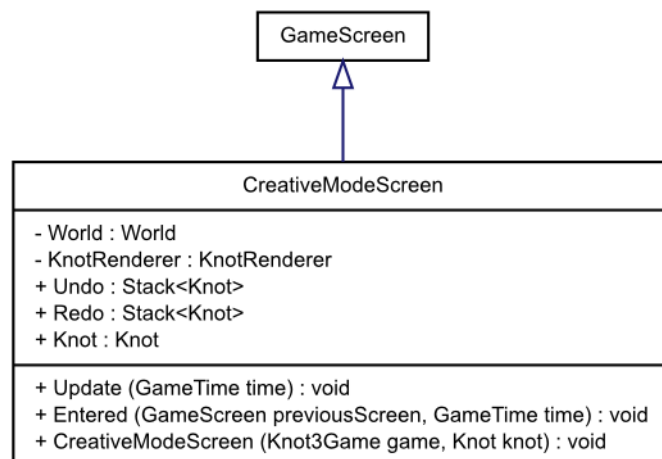 GameScreen
CreativeModeScreen
- World : World
- KnotRenderer : KnotRenderer
+ Undo : Stack<Knot>
+ Redo : Stack<Knot>
+ Knot : Knot
+ Update (GameTime time) : void
+ Entered (GameScreen previousScreen, GameTime time) : void
+ CreativeModeScreen (Knot3Game game, Knot knot) : void